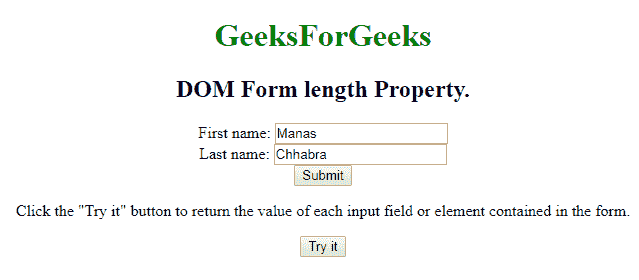 GeeksForGeeks
DOM Form length Property.
First name: Manas
Last name: Chhabra
Submit
Click the "Try it" button to return the value of each input field or element contained in the form.
Try it